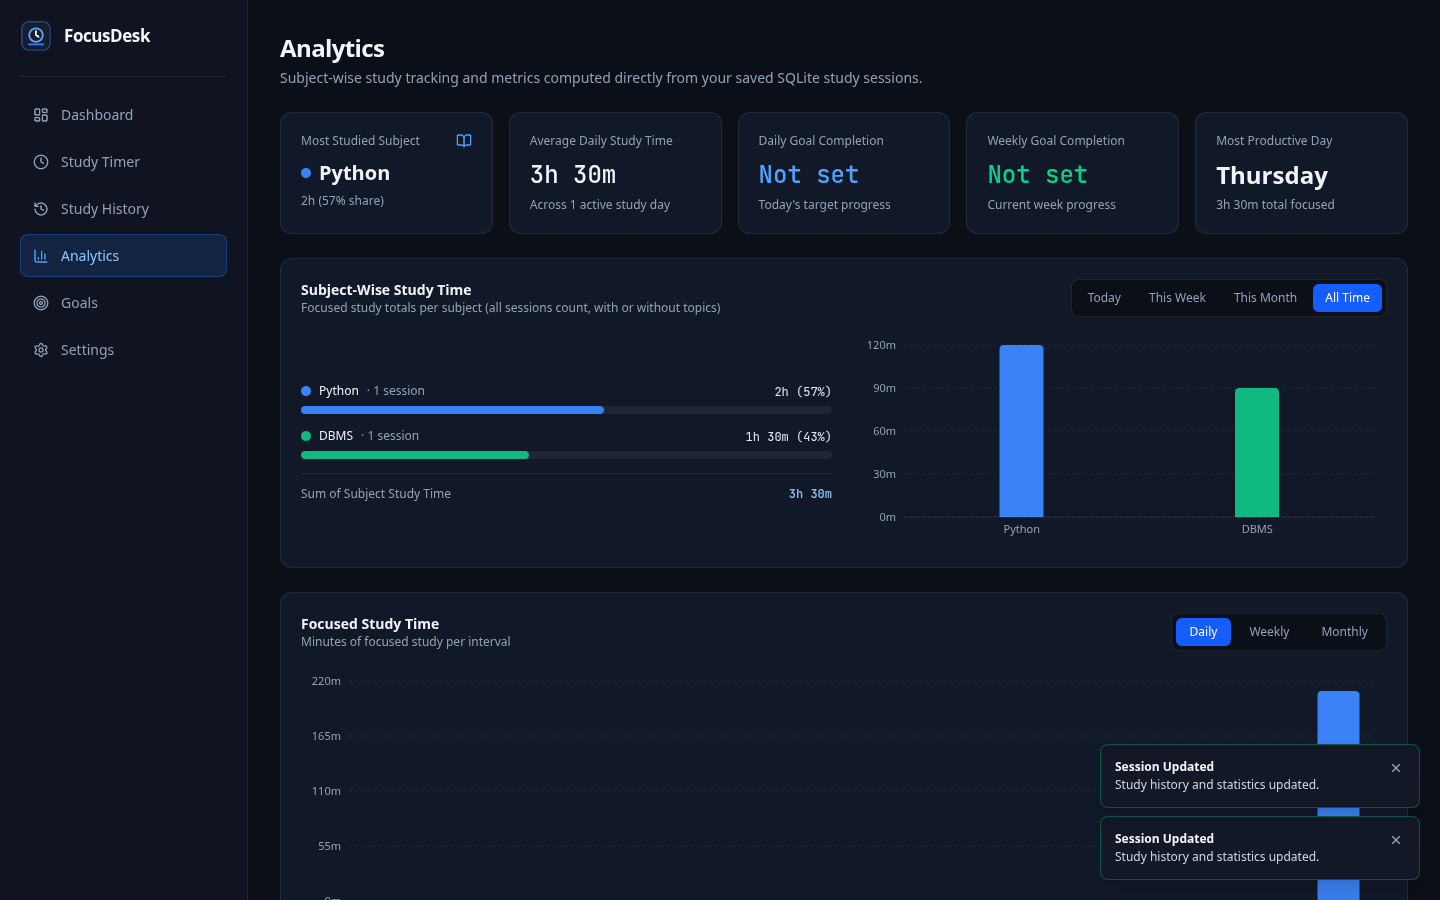 FocusDesk
Dashboard
Study Timer
Study History
Analytics
Goals
Settings
Analytics
Subject-wise study tracking and metrics computed directly from your saved SQLite study sessions.
Most Studied Subject
Python
2h (57% share)
Average Daily Study Time
3h 30m
Across 1 active study day
Daily Goal Completion
Not set
Today's target progress
Weekly Goal Completion
Not set
Current week progress
Most Productive Day
Thursday
3h 30m total focused
Subject-Wise Study Time
Focused study totals per subject (all sessions count, with or without topics)
Today This Week This Month All Time
Python · 1 session 2h (57%)
DBMS · 1 session 1h 30m (43%)
Sum of Subject Study Time 3h 30m
120m
90m
60m
30m
0m
Python DBMS
Focused Study Time
Minutes of focused study per interval
Daily Weekly Monthly
220m
165m
110m
55m
Session Updated
Study history and statistics updated.
Session Updated
Study history and statistics updated.